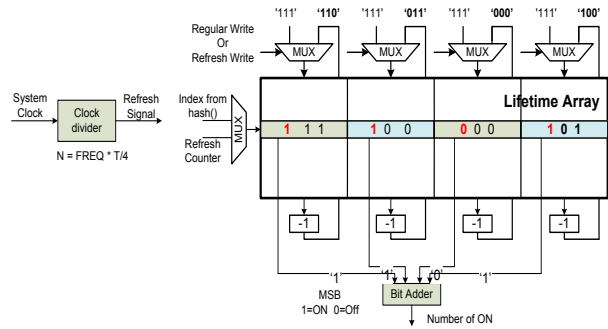 '111' '110' '111' '011' '111' '000' '111' '100'
Regular Write
Or
Refresh Write
MUX MUX MUX MUX
Lifetime Array
System
Clock
Clock
divider
Refresh
Signal
N = FREQ * T/4
Index from
hash()
Refresh
Counter
MUX
1 1 1 1 0 0 0 0 0 1 0 1
-1 -1 -1 -1
'1' '1' '0' '1'
MSB
1=ON 0=Off
Bit Adder
Number of ON